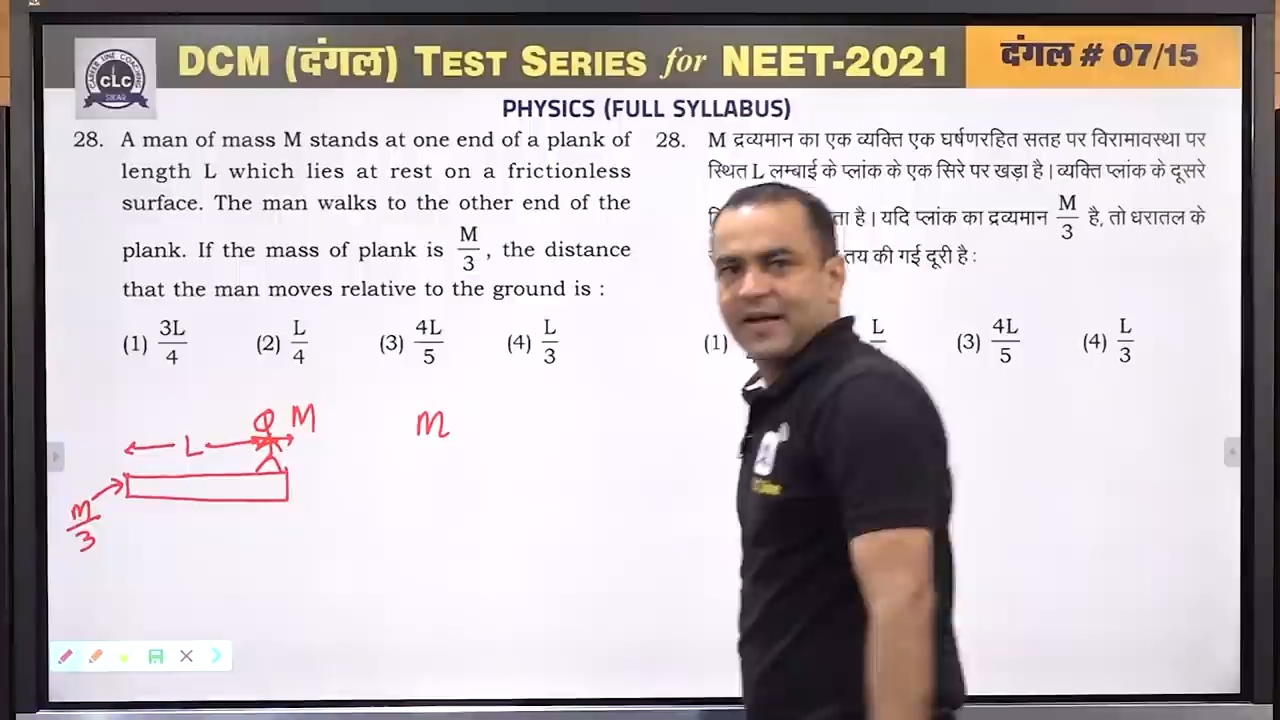 DCM (दंगल) TEST SERIES for NEET-2021
दंगल # 07/15
CAREER LINE COACHING
CLC
SIKAR
PHYSICS (FULL SYLLABUS)
28. A man of mass M stands at one end of a plank of
length L which lies at rest on a frictionless
surface. The man walks to the other end of the
plank. If the mass of plank is M/3, the distance
that the man moves relative to the ground is :
(1) 3L/4 (2) L/4 (3) 4L/5 (4) L/3
28. M द्रव्यमान का एक व्यक्ति एक घर्षणरहित सतह पर विरामावस्था पर
स्थित L लम्बाई के प्लांक के एक सिरे पर खड़ा है। व्यक्ति प्लांक के दूसरे
है। यदि प्लांक का द्रव्यमान M/3 है, तो धरातल के
तय की गई दूरी है :
(1) L (3) 4L/5 (4) L/3
M
L
M/3
M